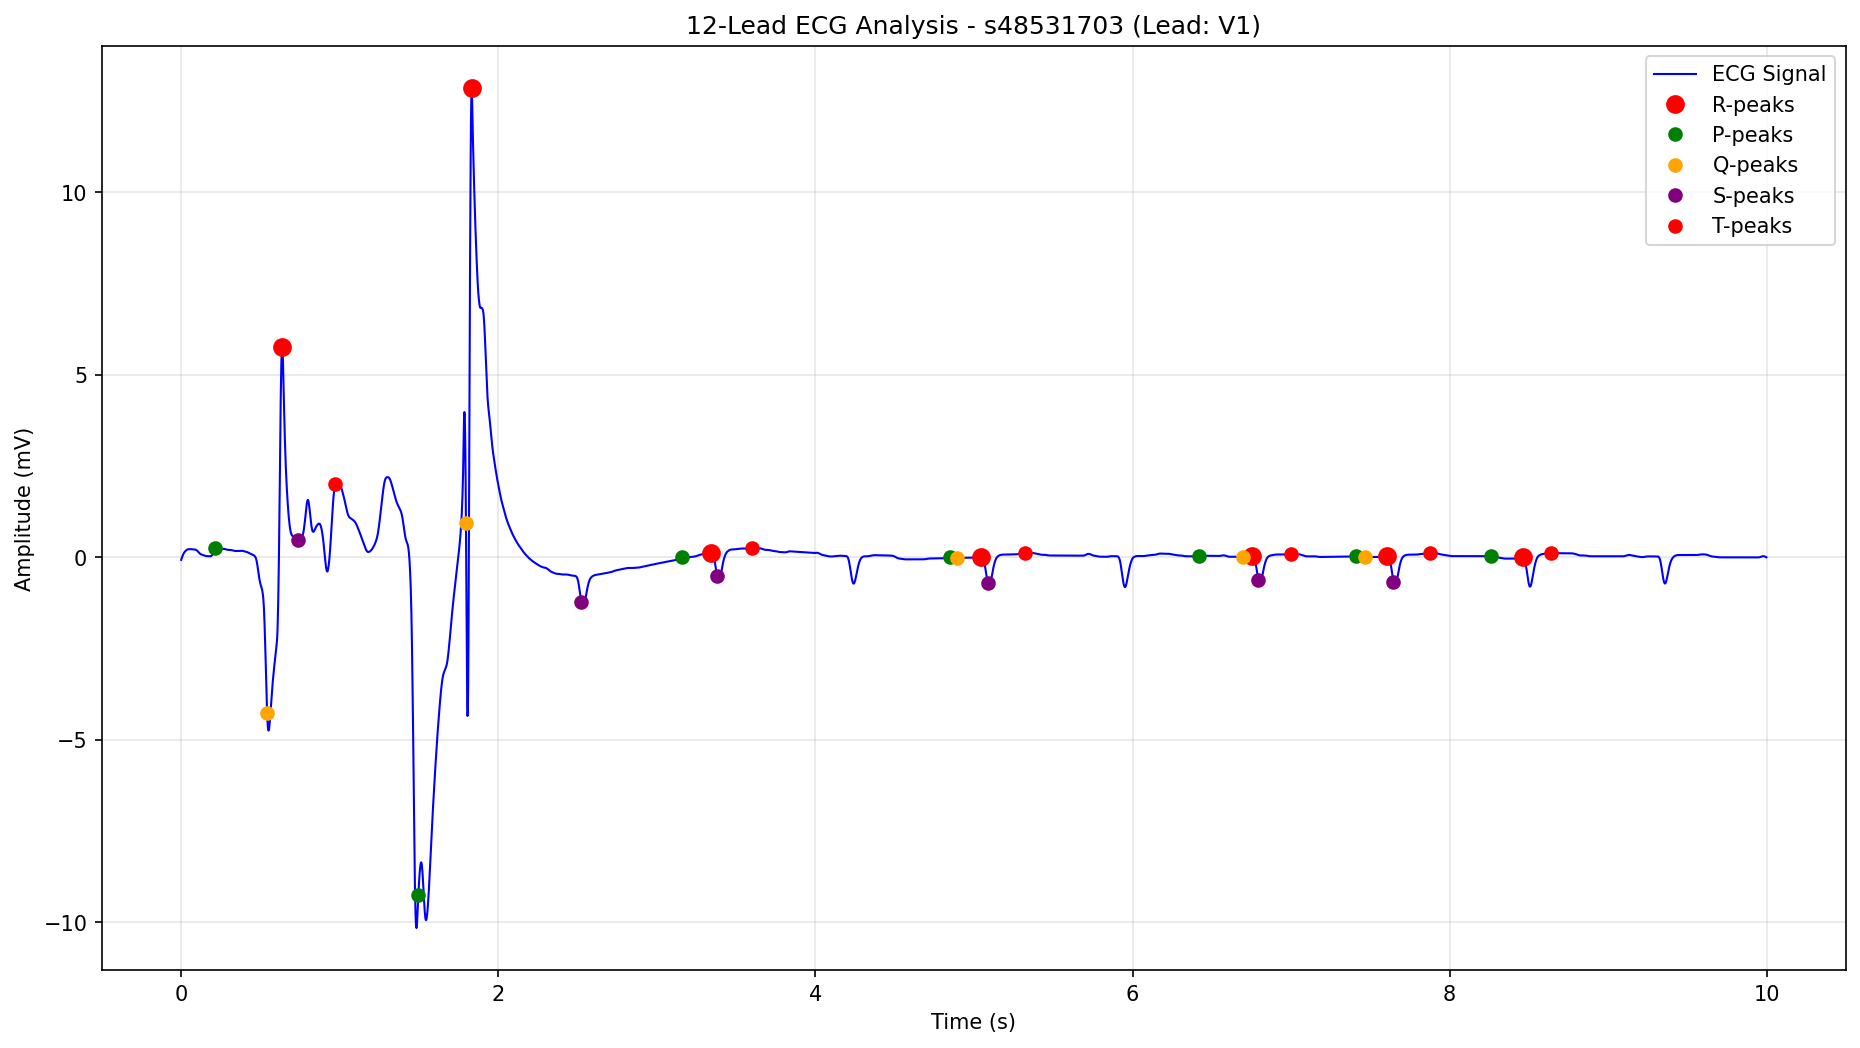 12-Lead ECG Analysis - s48531703 (Lead: V1)
ECG Signal
R-peaks
P-peaks
Q-peaks
S-peaks
T-peaks
Amplitude (mV)
10
5
0
−5
−10
0 2 4 6 8 10
Time (s)